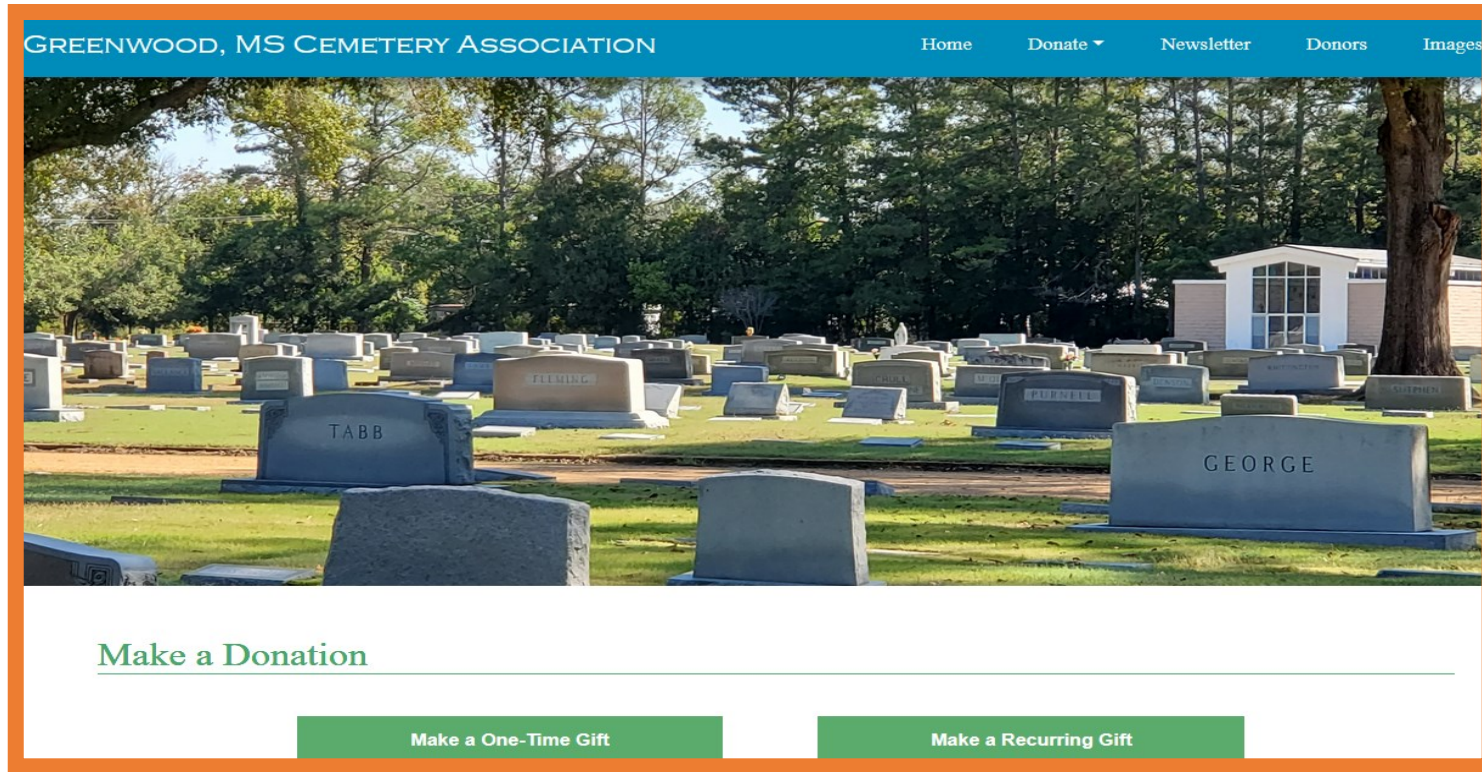 GREENWOOD, MS CEMETERY ASSOCIATION
Home Donate Newsletter Donors Images
FLEMING
PURNELL
TABB
GEORGE
Make a Donation
Make a One-Time Gift Make a Recurring Gift